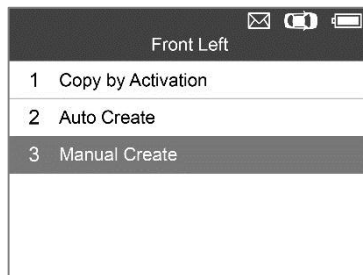 Front Left
1 Copy by Activation
2 Auto Create
3 Manual Create